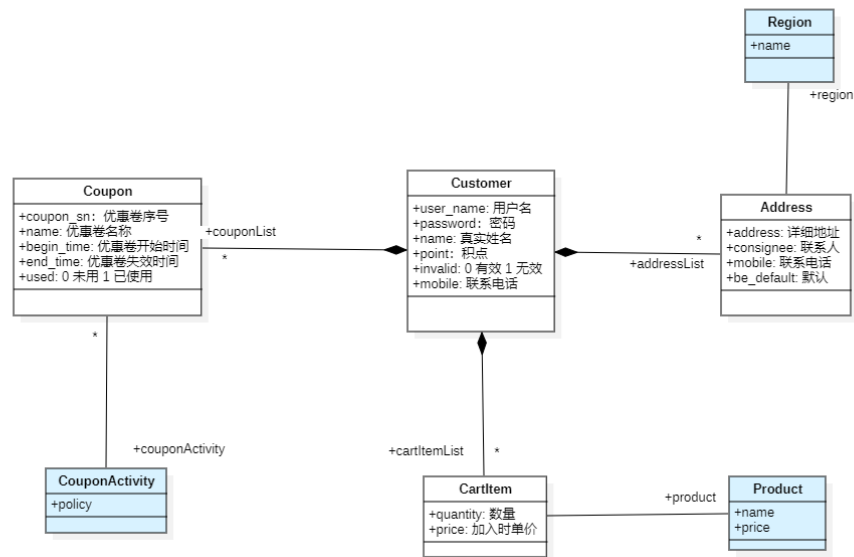 Region
+name
+region
Coupon
+coupon_sn：优惠卷序号
+name: 优惠卷名称
+begin_time: 优惠卷开始时间
+end_time: 优惠卷失效时间
+used: 0 未用 1 已使用
+couponList
*
Customer
+user_name: 用户名
+password：密码
+name: 真实姓名
+point：积点
+invalid: 0 有效 1 无效
+mobile: 联系电话
*
+addressList
Address
+address: 详细地址
+consignee: 联系人
+mobile: 联系电话
+be_default: 默认
*
+couponActivity
CouponActivity
+policy
+cartItemList
*
CartItem
+quantity: 数量
+price: 加入时单价
+product
Product
+name
+price